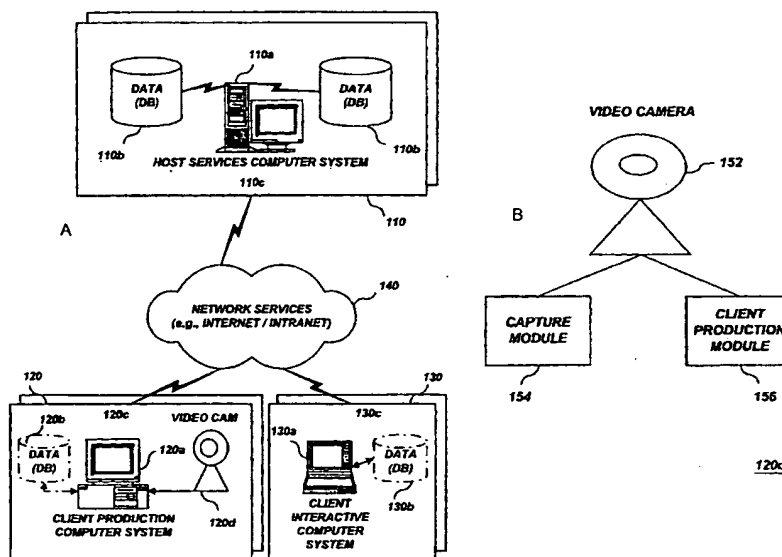 110a
DATA
(DB)
DATA
(DB)
110b
110b
HOST SERVICES COMPUTER SYSTEM
110c
110
A
NETWORK SERVICES
(e.g., INTERNET / INTRANET)
140
120
120b
120c
VIDEO CAM
120a
DATA
(DB)
120d
CLIENT PRODUCTION
COMPUTER SYSTEM
130
130c
130a
DATA
(DB)
130b
CLIENT
INTERACTIVE
COMPUTER
SYSTEM
VIDEO CAMERA
152
B
CAPTURE
MODULE
154
CLIENT
PRODUCTION
MODULE
156